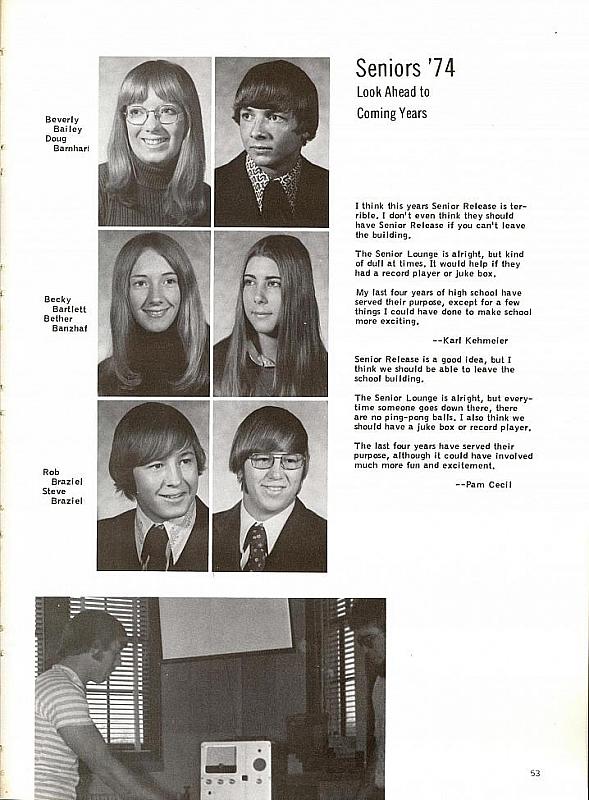 Seniors '74
Look Ahead to
Coming Years
Beverly
Bailey
Doug
Barnhart
Becky
Bartlett
Bether
Banzhaf
Rob
Braziel
Steve
Braziel
I think this years Senior Release is ter-
rible. I don't even think they should
have Senior Release if you can't leave
the building.
The Senior Lounge is alright, but kind
of dull at times. It would help if they
had a record player or juke box.
My last four years of high school have
served their purpose, except for a few
things I could have done to make school
more exciting.
--Karl Kehmeier
Senior Release is a good idea, but I
think we should be able to leave the
school building.
The Senior Lounge is alright, but every-
time someone goes down there, there
are no ping-pong balls. I also think we
should have a juke box or record player.
The last four years have served their
purpose, although it could have involved
much more fun and excitement.
--Pam Cecil
53